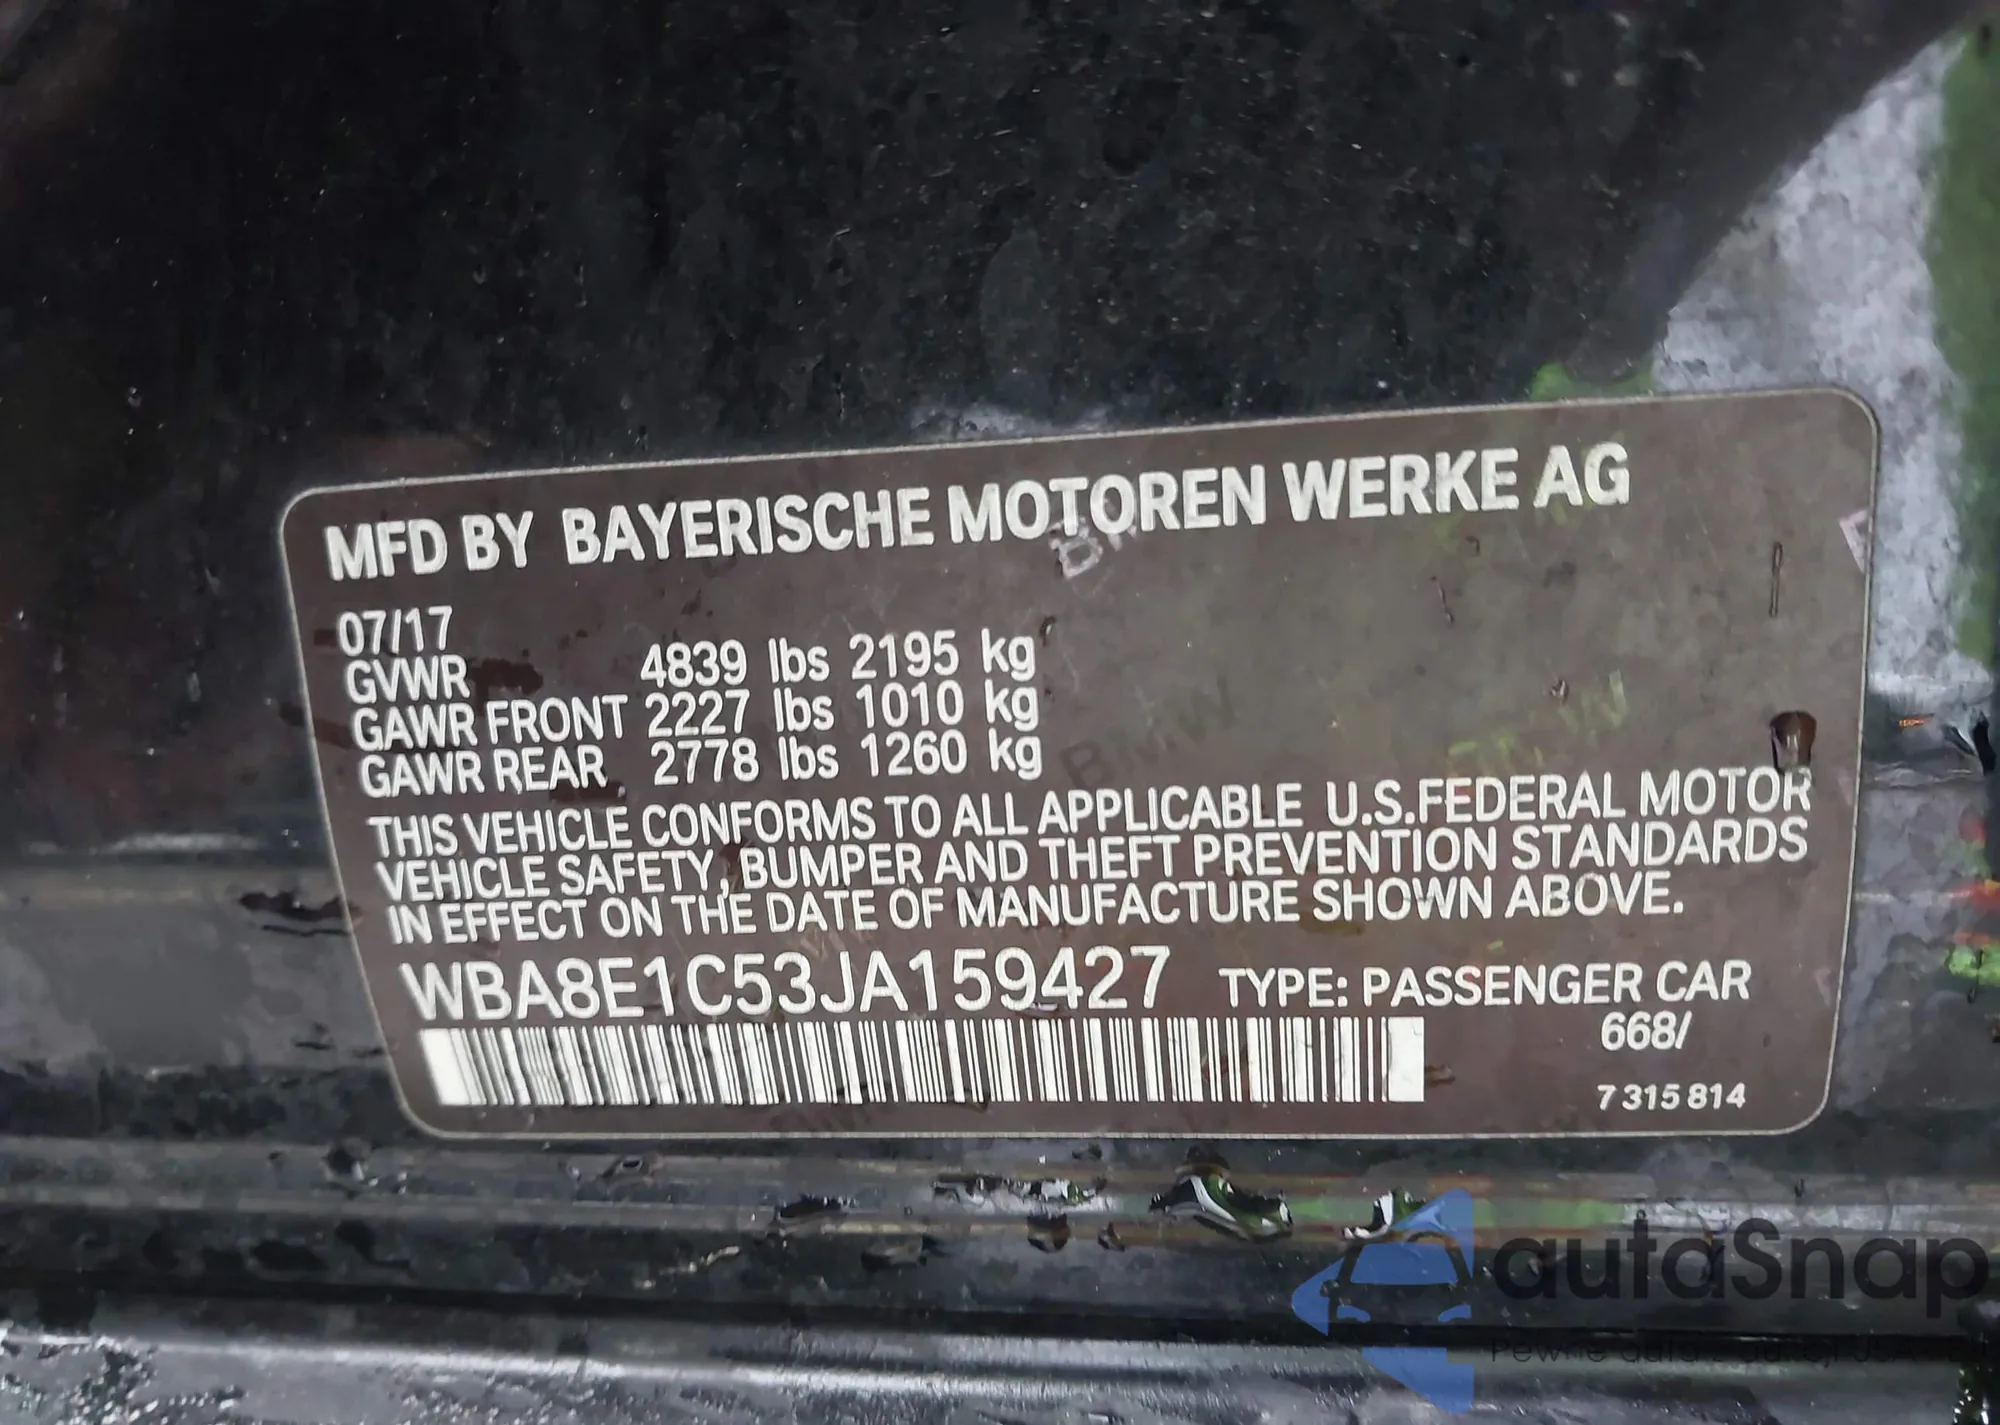 MFD BY BAYERISCHE MOTOREN WERKE AG
07/17
GVWR 4839 lbs 2195 kg
GAWR FRONT 2227 lbs 1010 kg
GAWR REAR 2778 lbs 1260 kg
THIS VEHICLE CONFORMS TO ALL APPLICABLE U.S.FEDERAL MOTOR
VEHICLE SAFETY, BUMPER AND THEFT PREVENTION STANDARDS
IN EFFECT ON THE DATE OF MANUFACTURE SHOWN ABOVE.
WBA8E1C53JA159427 TYPE: PASSENGER CAR
668/
7 315 814
autaSnap